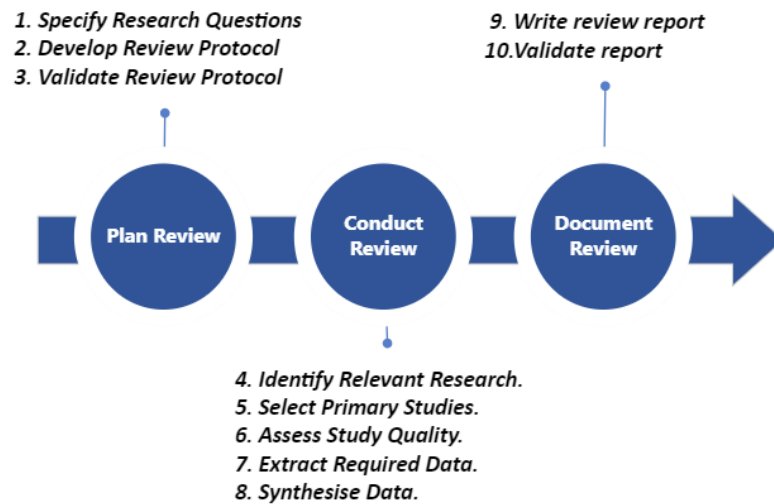 1. Specify Research Questions
2. Develop Review Protocol
3. Validate Review Protocol
9. Write review report
10.Validate report
Plan Review
Conduct
Review
Document
Review
4. Identify Relevant Research.
5. Select Primary Studies.
6. Assess Study Quality.
7. Extract Required Data.
8. Synthesise Data.